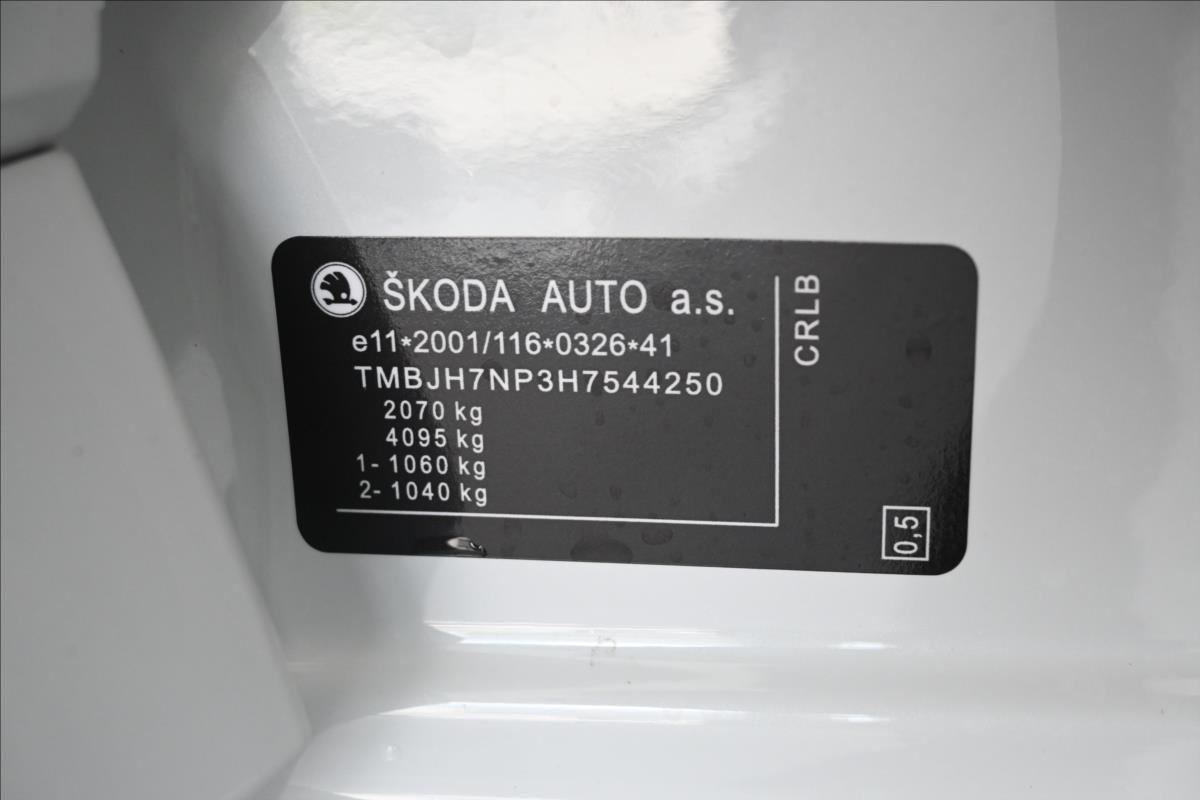 ŠKODA AUTO a.s.
e11*2001/116*0326*41
TMBJH7NP3H7544250
2070 kg
4095 kg
1- 1060 kg
2- 1040 kg
CRLB
0,5